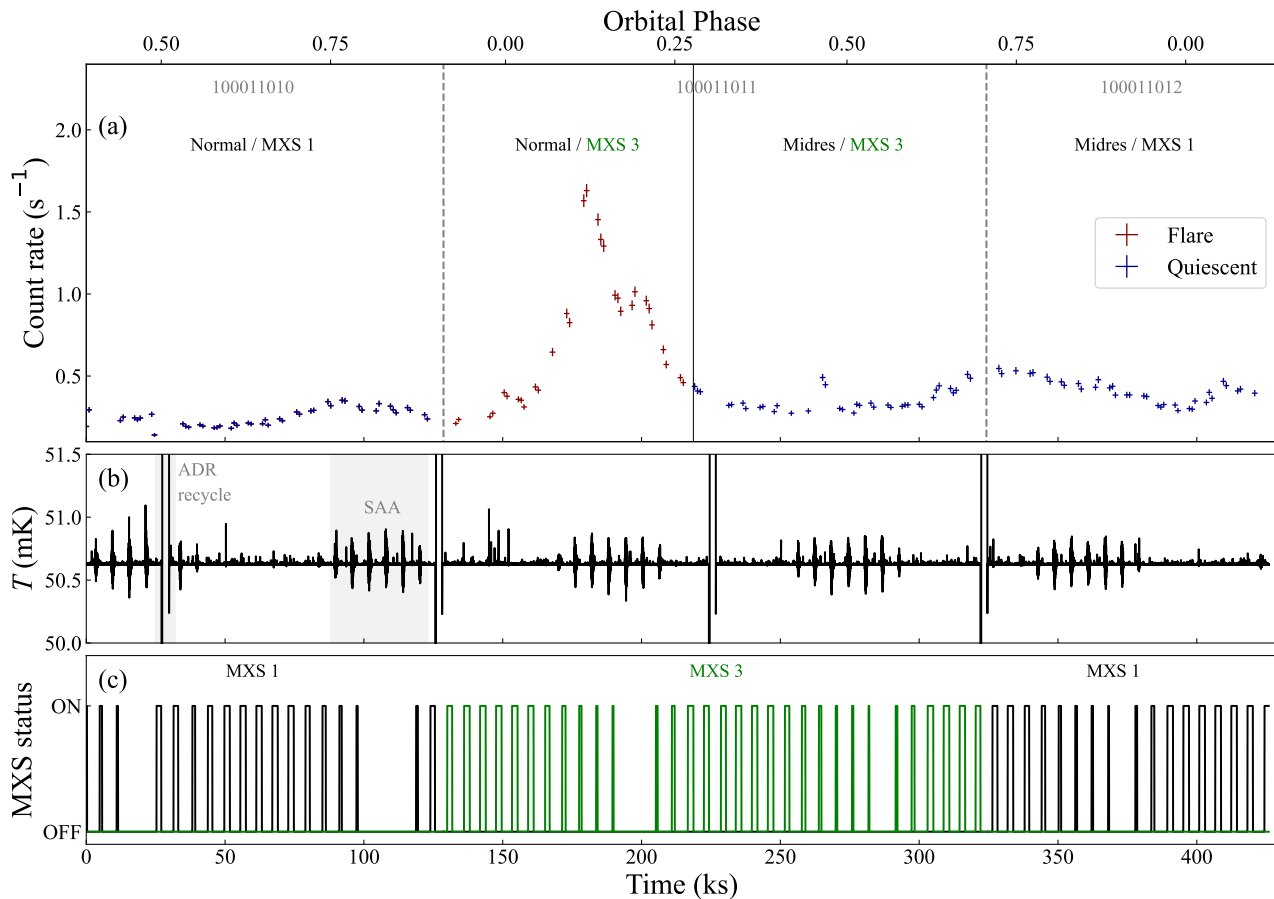 Orbital Phase
0.50 0.75 0.00 0.25 0.50 0.75 0.00
100011010 100011011 100011012
(a)
Normal / MXS 1 Normal / MXS 3 Midres / MXS 3 Midres / MXS 1
Count rate (s⁻¹)
2.0
1.5
1.0
0.5
Flare
Quiescent
(b)
T (mK)
51.5
51.0
50.5
50.0
ADR
recycle
SAA
(c)
MXS 1 MXS 3 MXS 1
MXS status
ON
OFF
0 50 100 150 200 250 300 350 400
Time (ks)